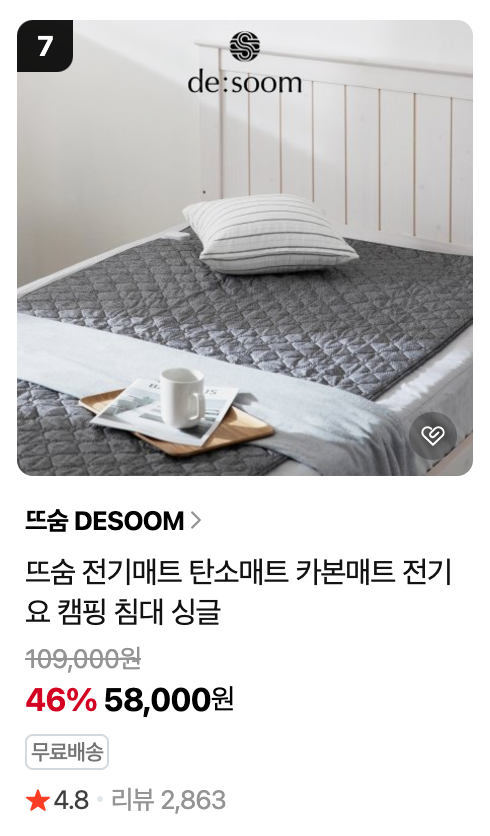 7
de:soom
뜨숨 DESOOM
뜨숨 전기매트 탄소매트 카본매트 전기
요 캠핑 침대 싱글
109,000원
46% 58,000원
무료배송
4.8 • 리뷰 2,863